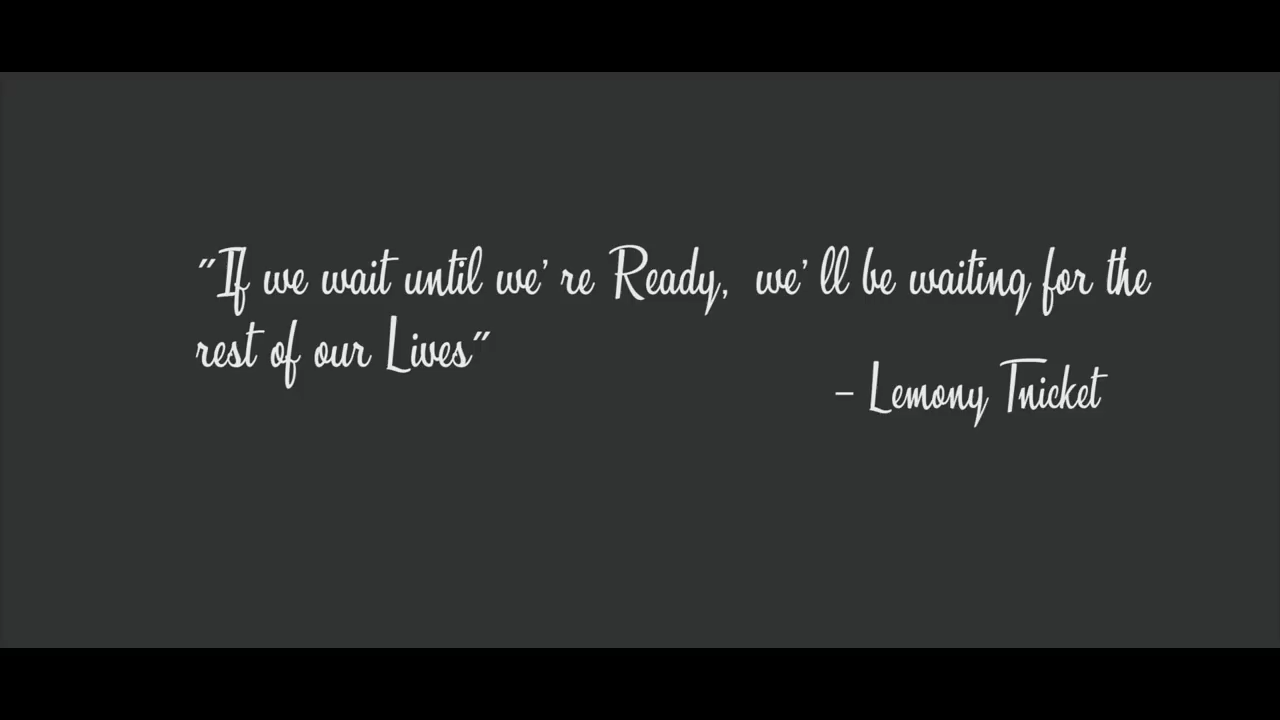 "If we wait until we're Ready, we'll be waiting for the
rest of our Lives"
- Lemony Tnicket